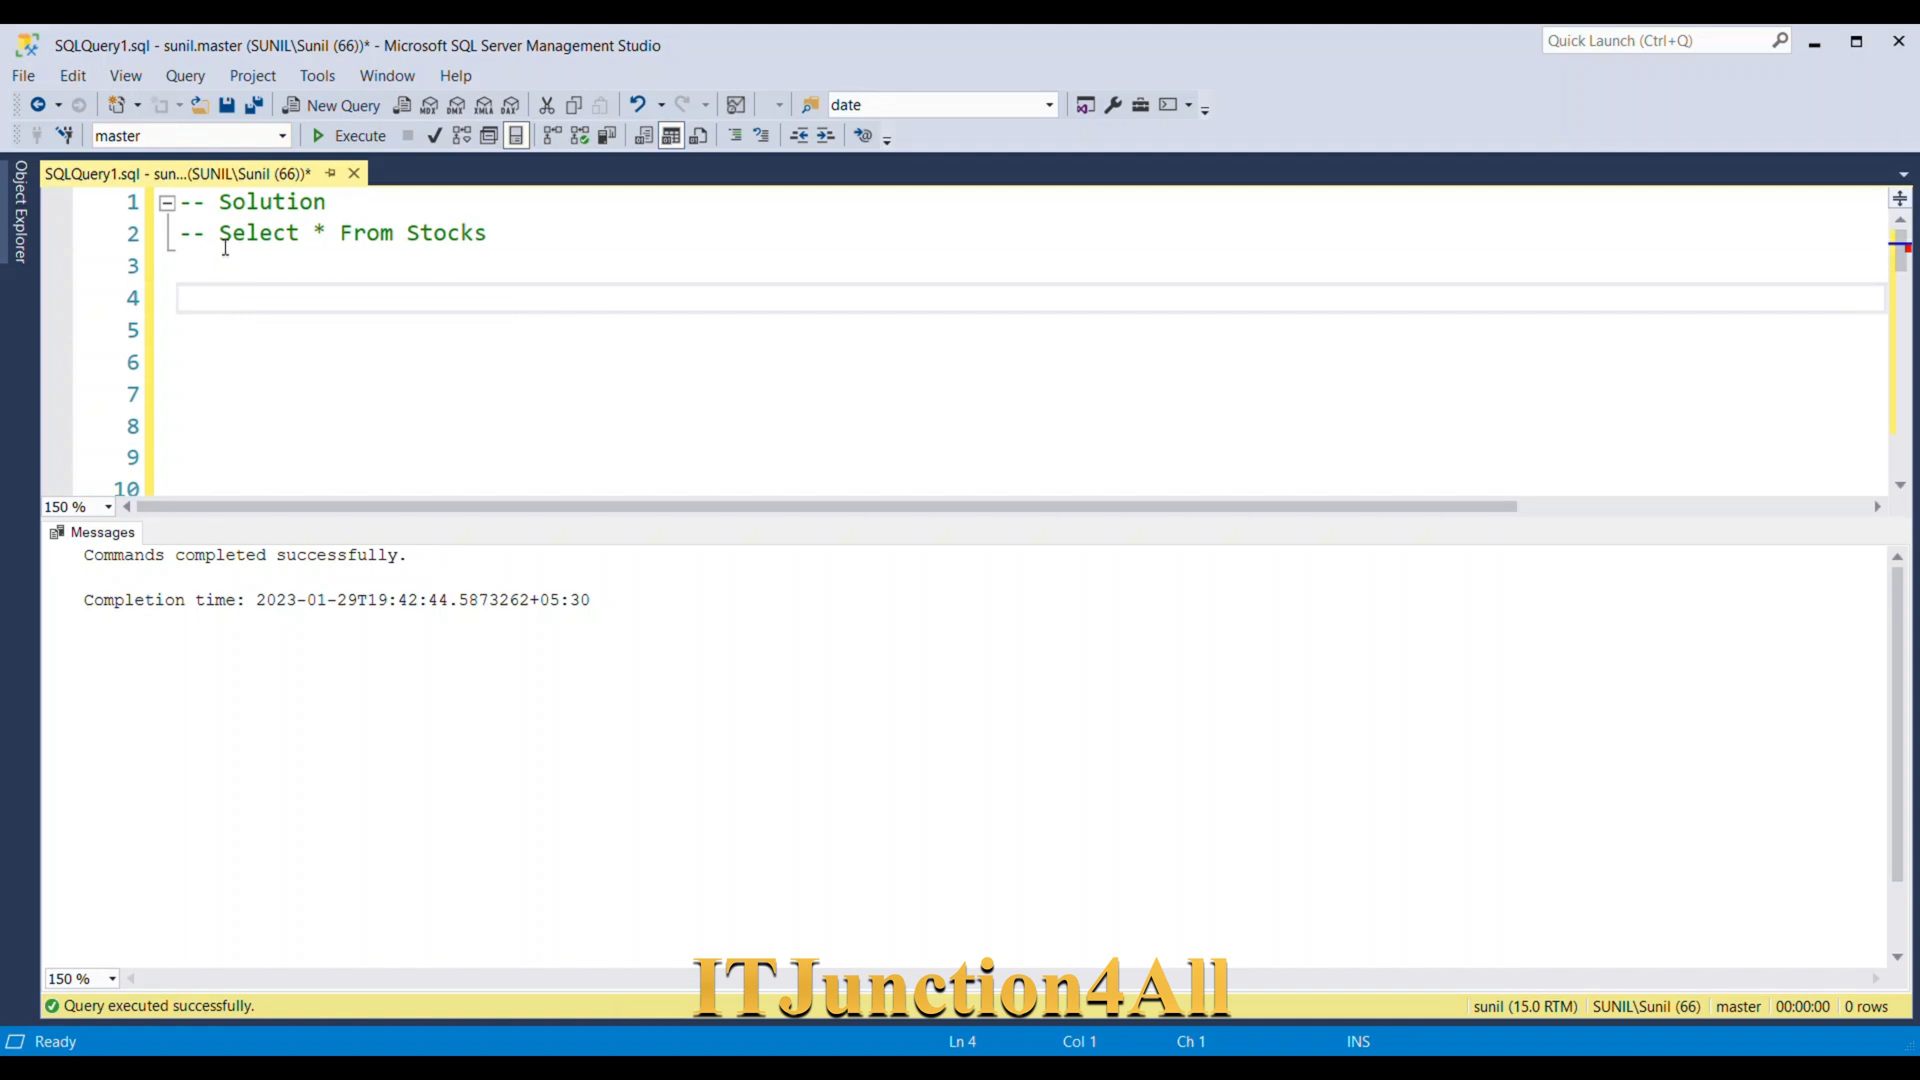 SQLQuery1.sql - sunil.master (SUNIL\Sunil (66))* - Microsoft SQL Server Management Studio
Quick Launch (Ctrl+Q)
File Edit View Query Project Tools Window Help
New Query
MDX DMX XMLA DAX
date
master
Execute
Object Explorer
SQLQuery1.sql - sun...(SUNIL\Sunil (66))*
1 -- Solution
2 -- Select * From Stocks
3
4
5
6
7
8
9
10
150 %
Messages
Commands completed successfully.
Completion time: 2023-01-29T19:42:44.5873262+05:30
150 %
ITJunction4All
Query executed successfully.
sunil (15.0 RTM) SUNIL\Sunil (66) master 00:00:00 0 rows
Ready Ln 4 Col 1 Ch 1 INS